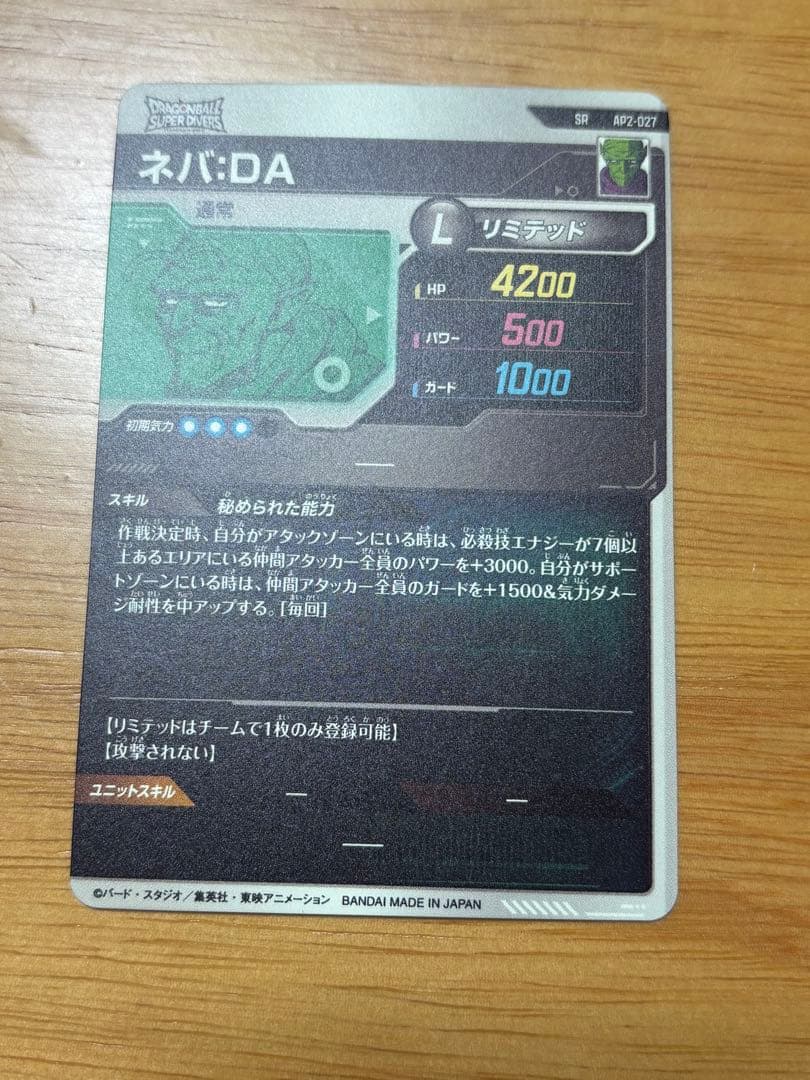 DRAGONBALL
SUPER DIVERS
SR AP2-027
ネバ:DA
通常
L リミテッド
HP 4200
パワー 500
ガード 1000
初期気力
スキル 秘められた能力
作戦決定時、自分がアタックゾーンにいる時は、必殺技エナジーが7個以
上あるエリアにいる仲間アタッカー全員のパワーを+3000。自分がサポー
トゾーンにいる時は、仲間アタッカー全員のガードを+1500&気力ダメー
ジ耐性を中アップする。[毎回]
【リミテッドはチームで1枚のみ登録可能】
【攻撃されない】
ユニットスキル
©バード・スタジオ/集英社・東映アニメーション BANDAI MADE IN JAPAN